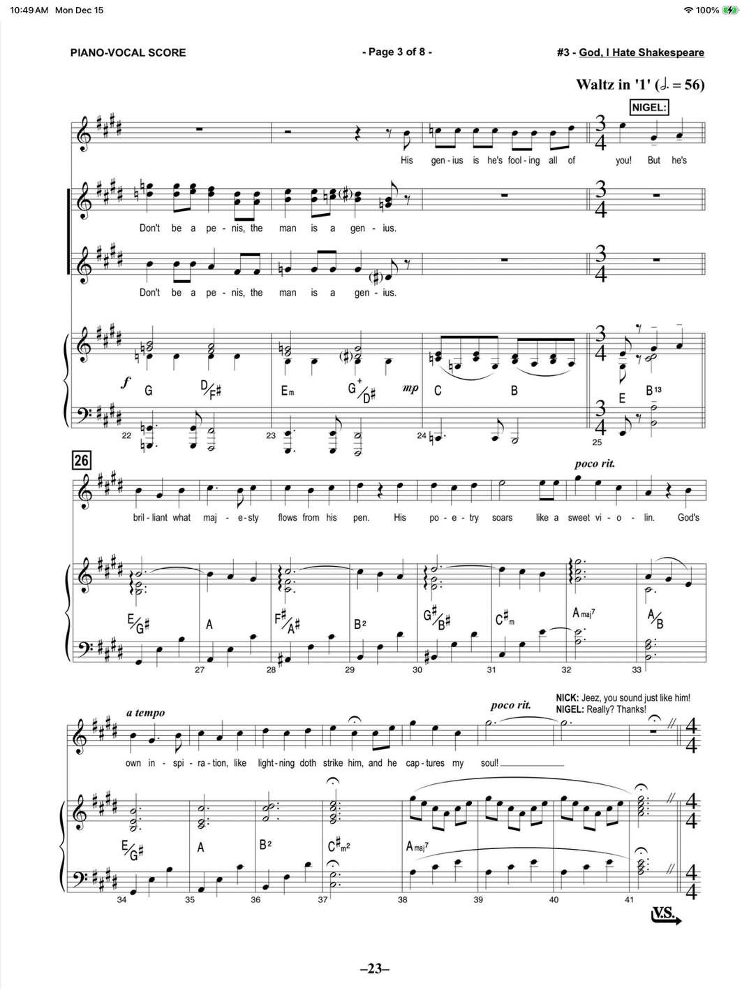 10:49 AM Mon Dec 15
100%
PIANO-VOCAL SCORE
- Page 3 of 8 -
#3 - God, I Hate Shakespeare
Waltz in '1' (𝅗𝅥. = 56)
NIGEL:
His gen - ius is he's fool - ing all of you! But he's
Don't be a pe - nis, the man is a gen - ius.
Don't be a pe - nis, the man is a gen - ius.
f
mp
G D/F# Em G+/D# C B E B13
22 23 24 25
26
poco rit.
bril - liant what maj - e - sty flows from his pen. His po - e - try soars like a sweet vi - o - lin. God's
E/G# A F#/A# B2 G#/B# C#m Amaj7 A/B
27 28 29 30 31 32 33
NICK: Jeez, you sound just like him!
NIGEL: Really? Thanks!
a tempo
poco rit.
own in - spi - ra - tion, like light - ning doth strike him, and he cap - tures my soul!
E/G# A B2 C#m2 Amaj7
34 35 36 37 38 39 40 41
V.S.
–23–